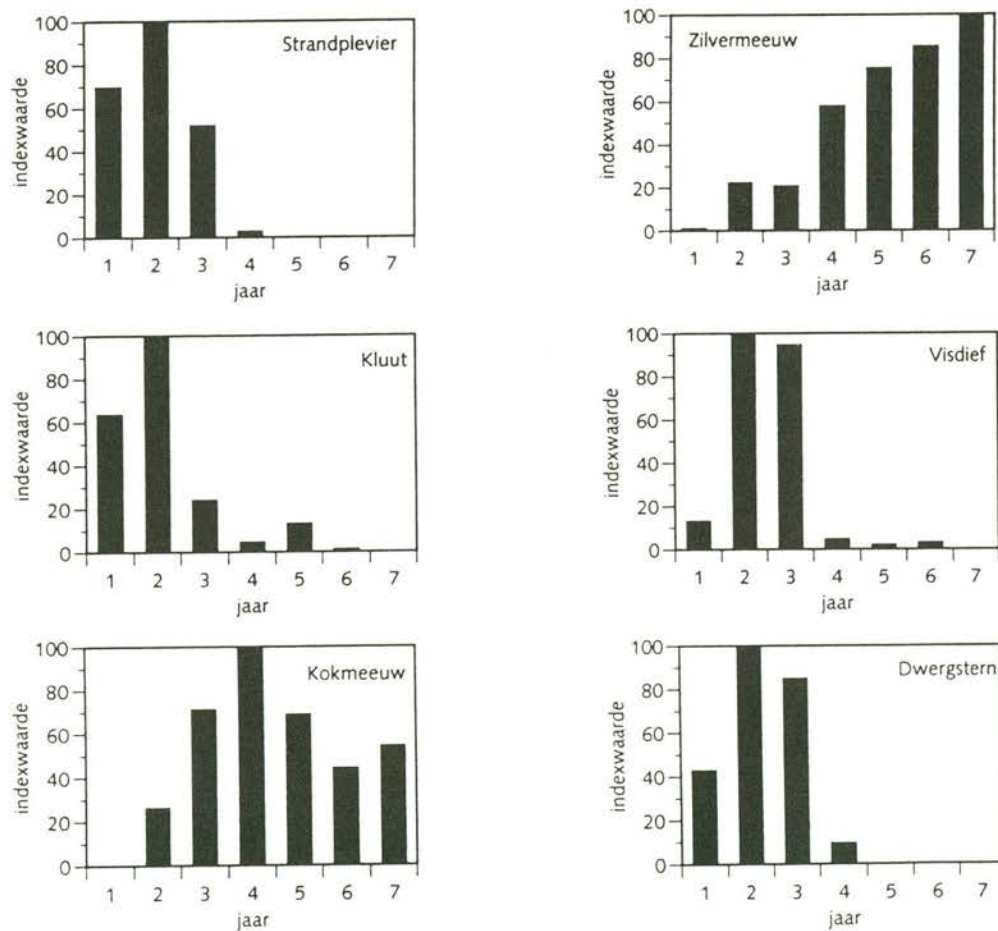 Strandplevier
indexwaarde
100
80
60
40
20
0
1 2 3 4 5 6 7
jaar
Zilvermeeuw
indexwaarde
100
80
60
40
20
0
1 2 3 4 5 6 7
jaar
Kluut
indexwaarde
100
80
60
40
20
0
1 2 3 4 5 6 7
jaar
Visdief
indexwaarde
100
80
60
40
20
0
1 2 3 4 5 6 7
jaar
Kokmeeuw
indexwaarde
100
80
60
40
20
0
1 2 3 4 5 6 7
jaar
Dwergstern
indexwaarde
100
80
60
40
20
0
1 2 3 4 5 6 7
jaar